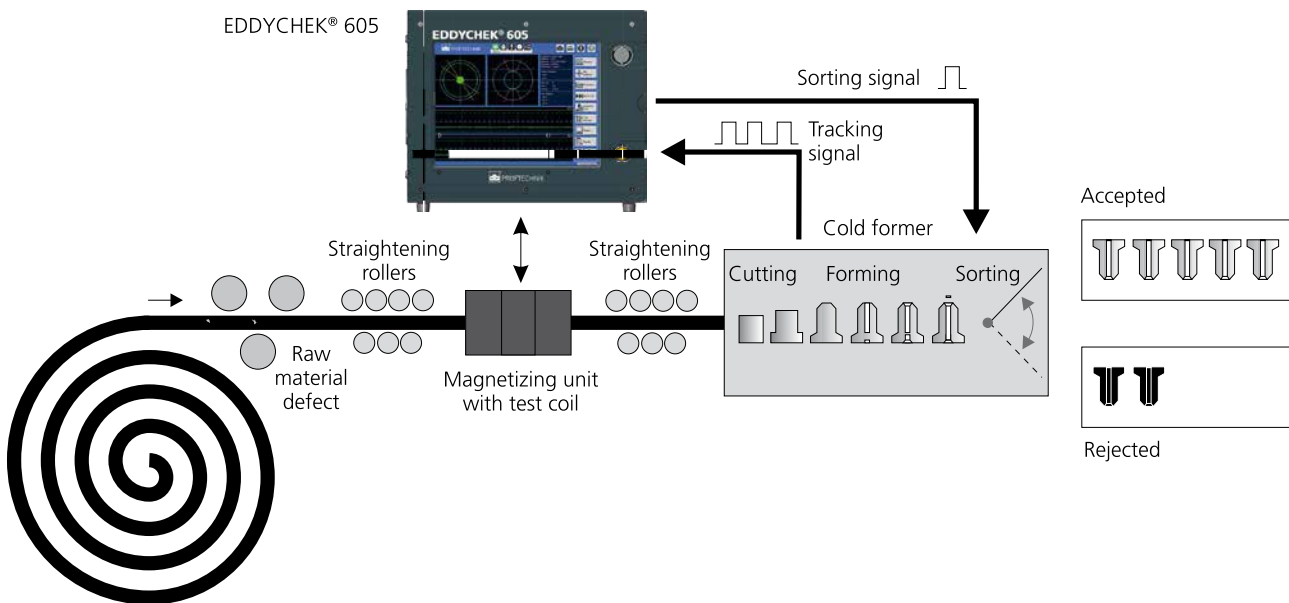 EDDYCHEK® 605
EDDYCHEK® 605
PRÜFTECHNIK
Sorting signal
Tracking
signal
Accepted
Cold former
Straightening
rollers
Straightening
rollers
Cutting
Forming
Sorting
Raw
material
defect
Magnetizing unit
with test coil
Rejected